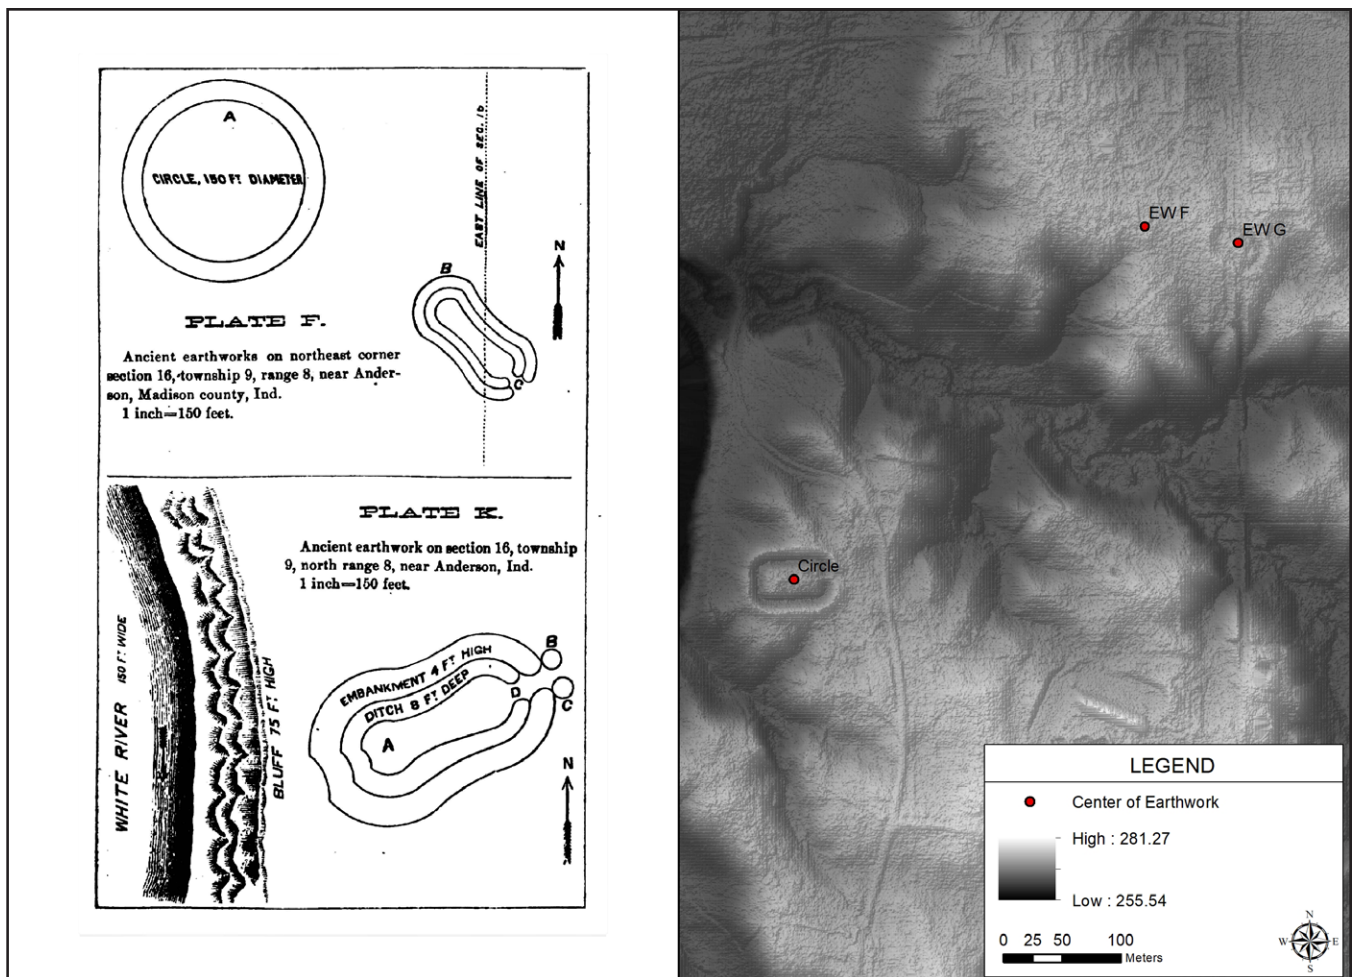 A
CIRCLE, 150 FT DIAMETER
EAST LINE OF SEC. 16
B
N
C
PLATE F.
Ancient earthworks on northeast corner
section 16, township 9, range 8, near Ander-
son, Madison county, Ind.
1 inch=150 feet.
PLATE K.
Ancient earthwork on section 16, township
9, north range 8, near Anderson, Ind.
1 inch=150 feet.
WHITE RIVER 150 FT WIDE
BLUFF 75 FT HIGH
EMBANKMENT 4 FT HIGH
DITCH 8 FT DEEP
A
B
C
D
N
EW F
EW G
Circle
LEGEND
Center of Earthwork
High : 281.27
Low : 255.54
0 25 50 100
Meters
N
W E
S